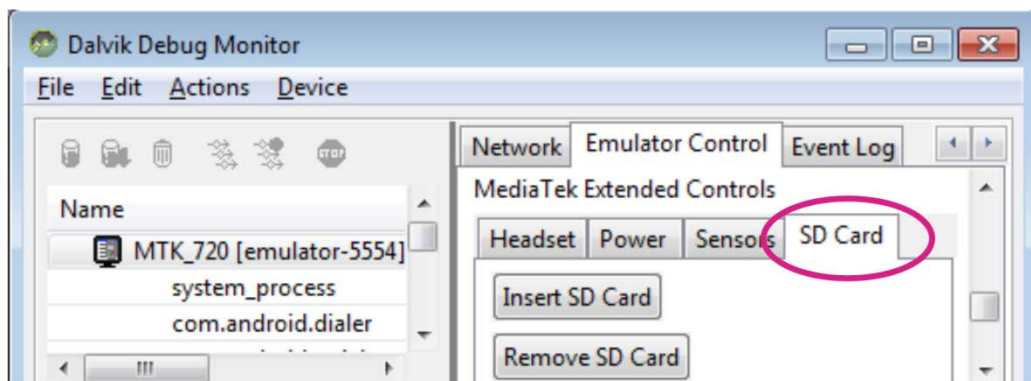 Dalvik Debug Monitor
File Edit Actions Device
Network Emulator Control Event Log
MediaTek Extended Controls
Headset Power Sensors SD Card
Insert SD Card
Remove SD Card
STOP
Name
MTK_720 [emulator-5554]
system_process
com.android.dialer